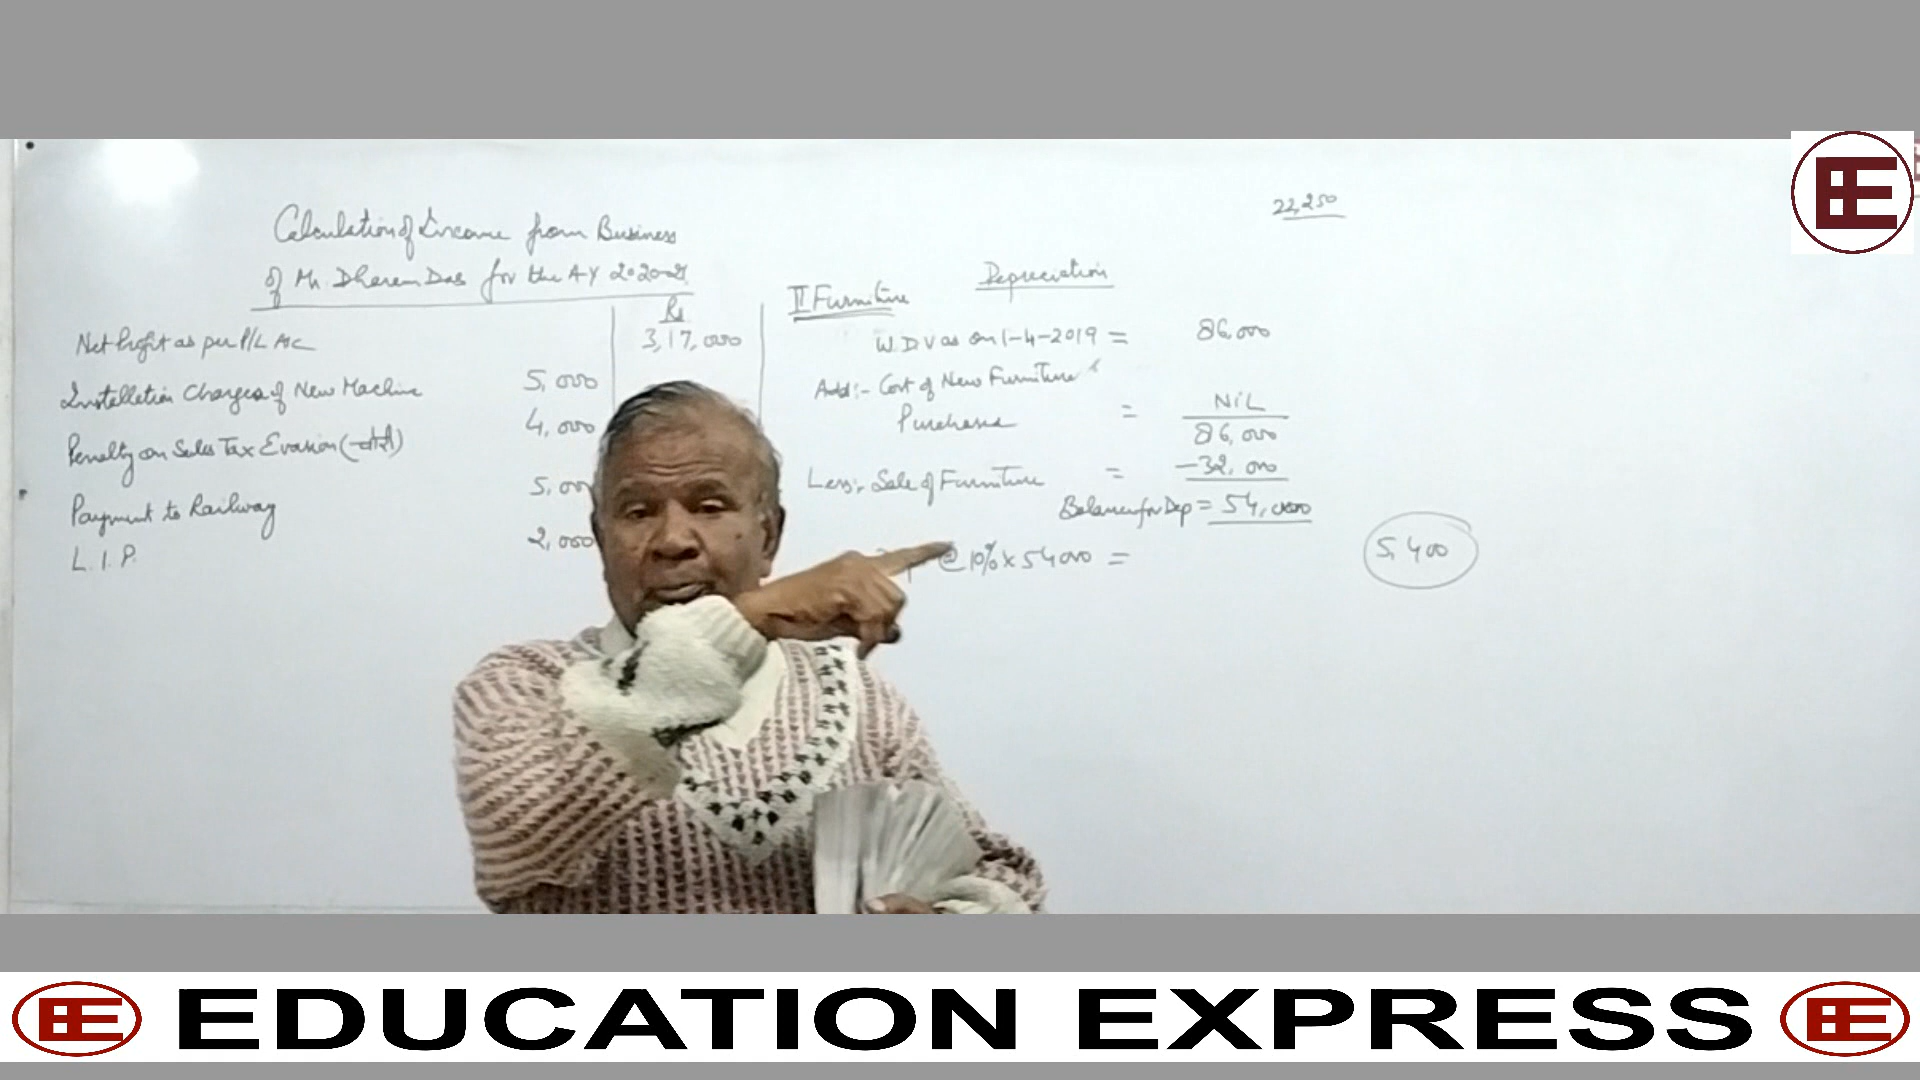 22,250
Calculation of Income from Business
of Mr. Dharam Das for the A-Y 2020-21
Rs
Net Profit as per P/L A/c 3,17,000
Installation Charges of New Machine 5,000
Penalty on Sales Tax Evasion (चोरी) 4,000
Payment to Railway 5,000
L.I.P. 2,000
Depreciation
II Furniture
W.D.V as on 1-4-2019 = 86,000
Add:- Cost of New Furniture
Purchased = NiL
86,000
Less:- Sale of Furniture = -32,000
Balance for Dep = 54,000
@ 10% x 54000 = 5,400
EE
EE EDUCATION EXPRESS EE